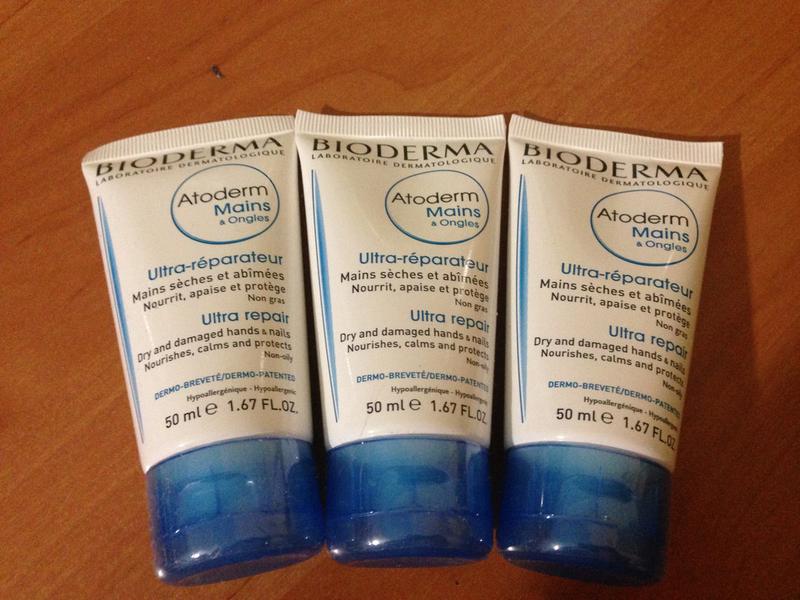 BIODERMA
LABORATOIRE DERMATOLOGIQUE
Atoderm
Mains
& Ongles
Ultra-réparateur
Mains sèches et abîmées
Nourrit, apaise et protège
Non gras
Ultra repair
Dry and damaged hands & nails
Nourishes, calms and protects
Non-oily
DERMO-BREVETÉ/DERMO-PATENTED
Hypoallergénique - Hypoallergenic
50 ml e 1.67 FL.OZ.
BIODERMA
LABORATOIRE DERMATOLOGIQUE
Atoderm
Mains
& Ongles
Ultra-réparateur
Mains sèches et abîmées
Nourrit, apaise et protège
Non gras
Ultra repair
Dry and damaged hands & nails
Nourishes, calms and protects
Non-oily
DERMO-BREVETÉ/DERMO-PATENTED
Hypoallergénique - Hypoallergenic
50 ml e 1.67 FL.OZ.
BIODERMA
LABORATOIRE DERMATOLOGIQUE
Atoderm
Mains
& Ongles
Ultra-réparateur
Mains sèches et abîmées
Nourrit, apaise et protège
Non gras
Ultra repair
Dry and damaged hands & nails
Nourishes, calms and protects
Non-oily
DERMO-BREVETÉ/DERMO-PATENTED
Hypoallergénique - Hypoallergenic
50 ml e 1.67 FL.OZ.